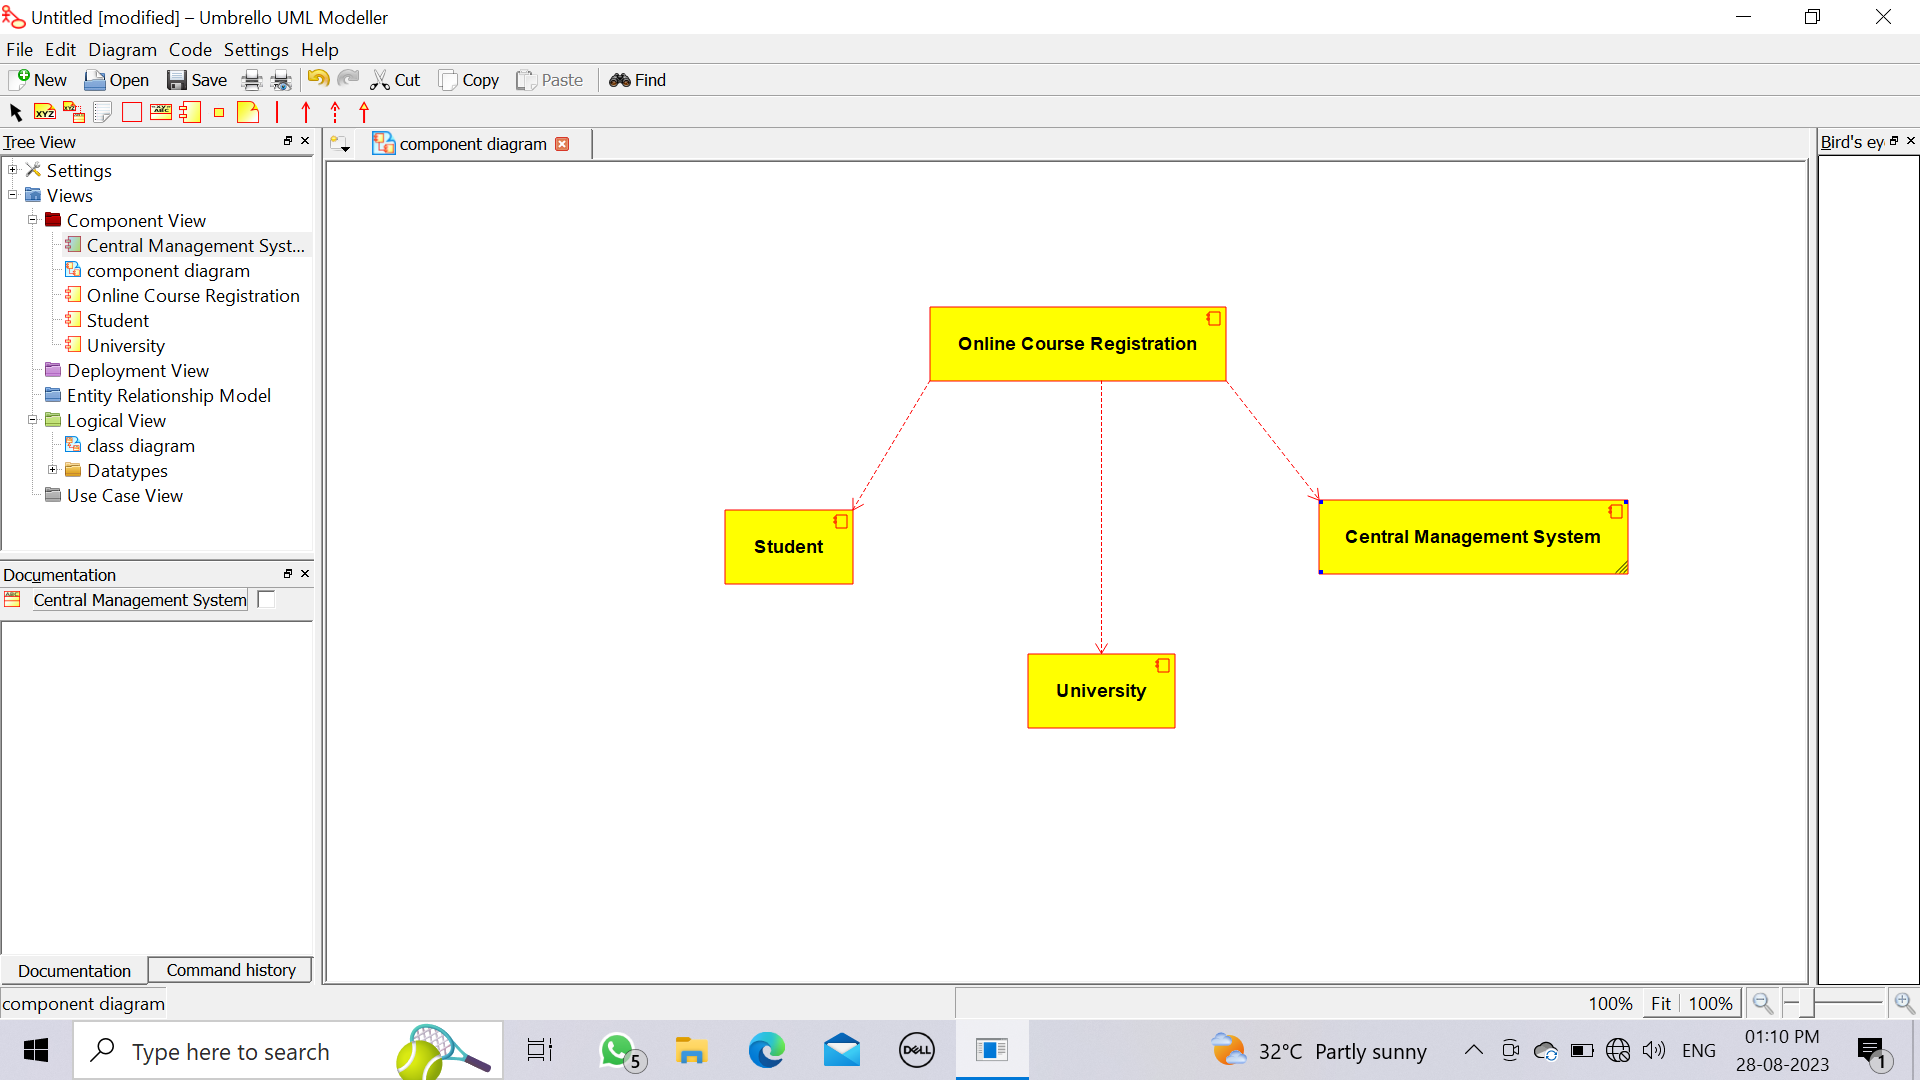 Untitled [modified] – Umbrello UML Modeller
File Edit Diagram Code Settings Help
New Open Save Cut Copy Paste Find
Tree View
component diagram
Bird's ey
Settings
Views
Component View
Central Management Syst...
component diagram
Online Course Registration
Student
University
Deployment View
Entity Relationship Model
Logical View
class diagram
Datatypes
Use Case View
Online Course Registration
Student
Central Management System
University
Documentation
Central Management System
Documentation Command history
component diagram
100% Fit 100%
Type here to search
5
DELL
32°C Partly sunny
ENG
01:10 PM
28-08-2023
1